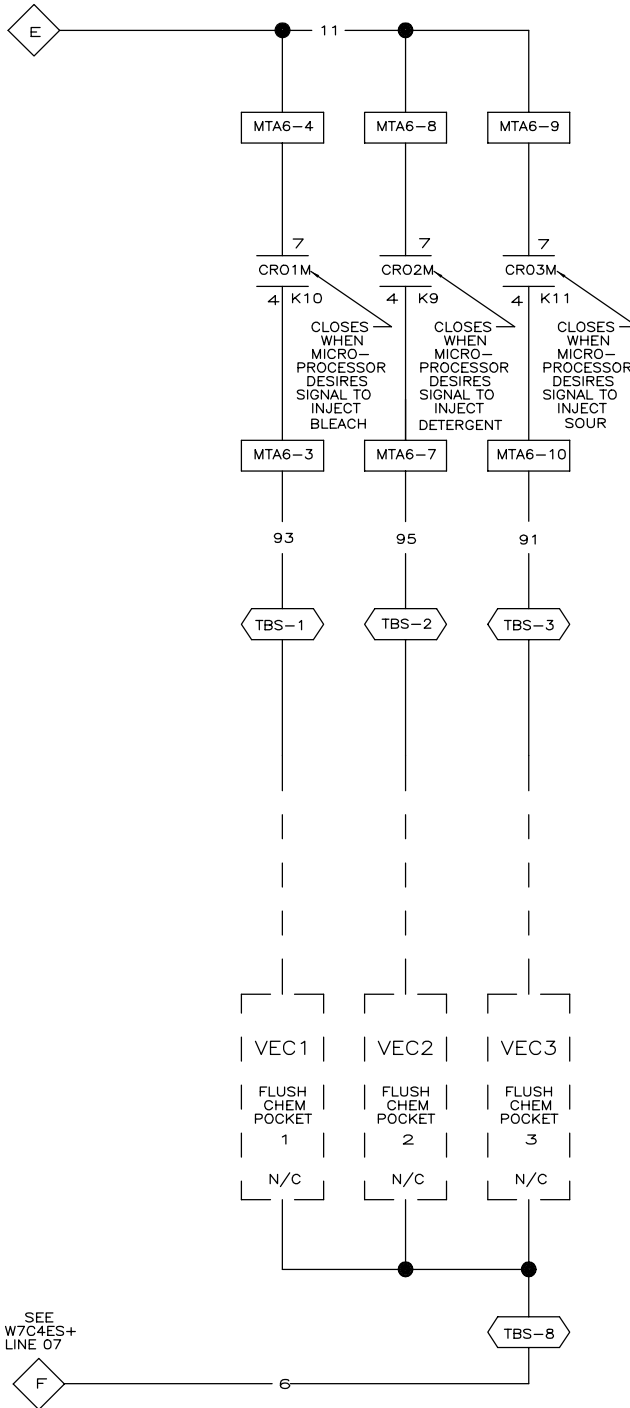 E
11
MTA6-4
MTA6-8
MTA6-9
7
7
7
CR01M
CR02M
CR03M
4 K10
4 K9
4 K11
CLOSES
WHEN
MICRO-
PROCESSOR
DESIRES
SIGNAL TO
INJECT
BLEACH
CLOSES
WHEN
MICRO-
PROCESSOR
DESIRES
SIGNAL TO
INJECT
DETERGENT
CLOSES
WHEN
MICRO-
PROCESSOR
DESIRES
SIGNAL TO
INJECT
SOUR
MTA6-3
MTA6-7
MTA6-10
93
95
91
TBS-1
TBS-2
TBS-3
VEC1
FLUSH
CHEM
POCKET
1
N/C
VEC2
FLUSH
CHEM
POCKET
2
N/C
VEC3
FLUSH
CHEM
POCKET
3
N/C
TBS-8
SEE
W7C4ES+
LINE 07
F
6